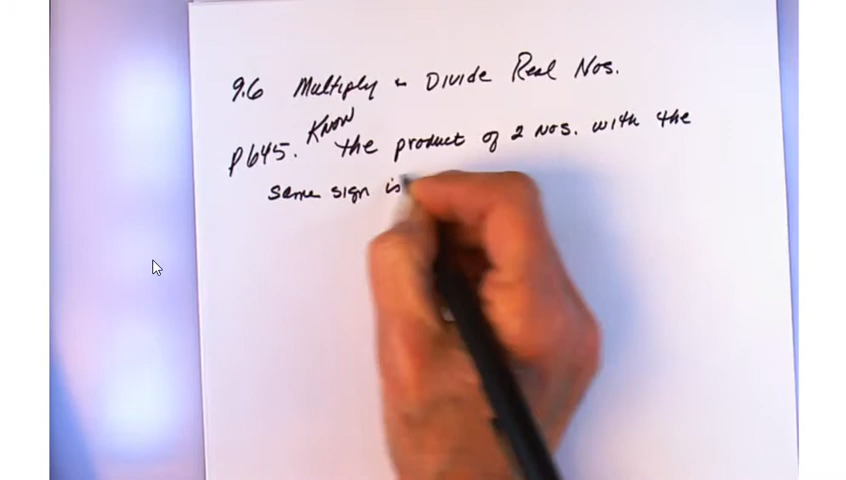 9.6 Multiply & Divide Real Nos.
Know
P645. the product of 2 Nos. with the
same sign is